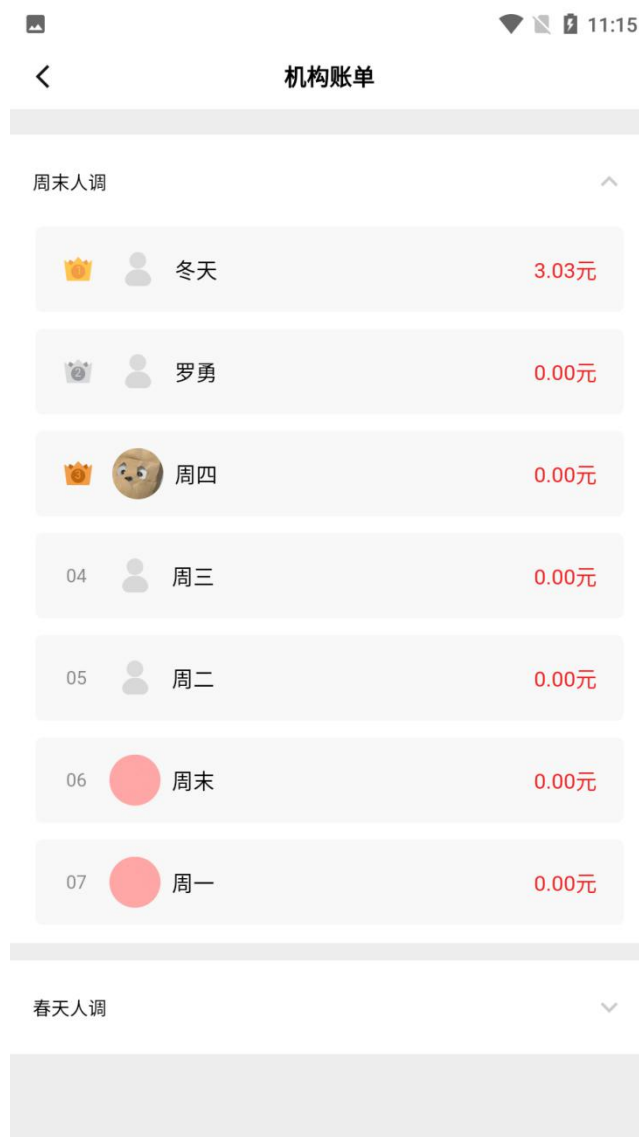 11:15
机构账单
周末人调
1 冬天 3.03元
2 罗勇 0.00元
3 周四 0.00元
04 周三 0.00元
05 周二 0.00元
06 周末 0.00元
07 周一 0.00元
春天人调